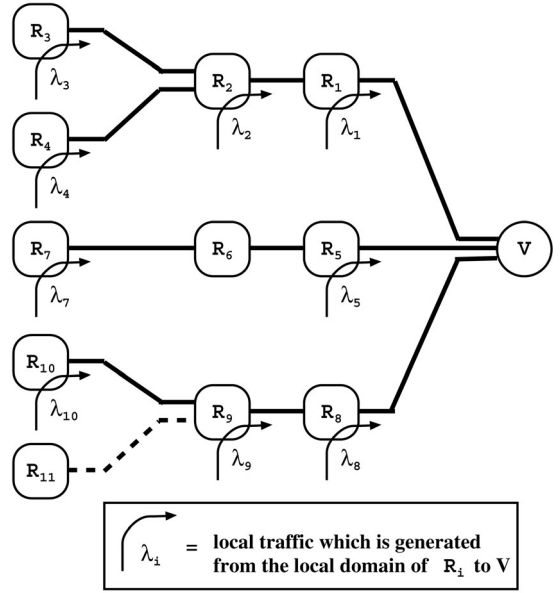 R3
λ3
R2
R1
λ2
λ1
R4
λ4
R7
R6
R5
V
λ7
λ5
R10
λ10
R9
R8
λ9
λ8
R11
λi = local traffic which is generated
from the local domain of Ri to V